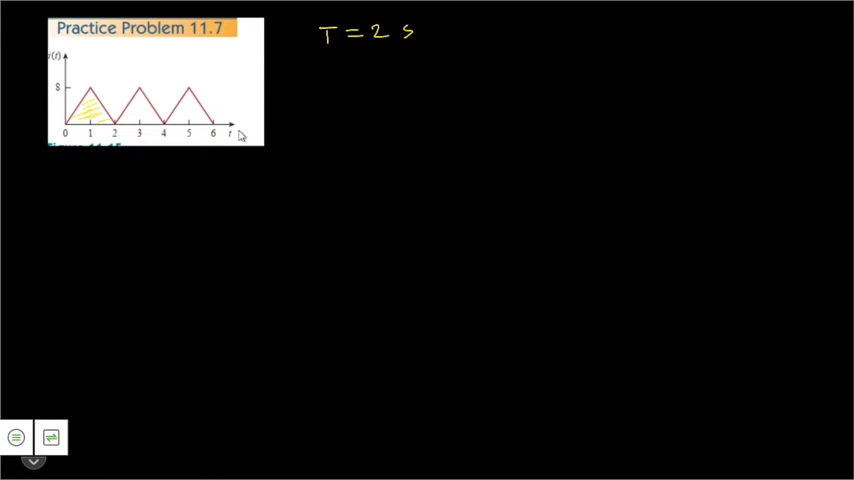 Practice Problem 11.7
T = 2 s
v(t)
8
0 1 2 3 4 5 6 t